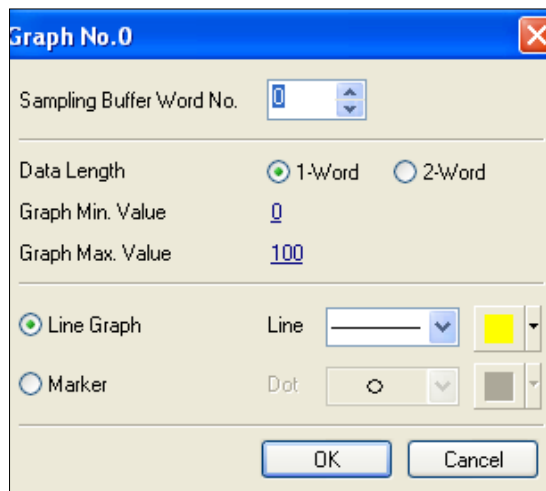 Graph No.0
Sampling Buffer Word No. 0
Data Length 1-Word 2-Word
Graph Min. Value 0
Graph Max. Value 100
Line Graph Line
Marker Dot
OK Cancel